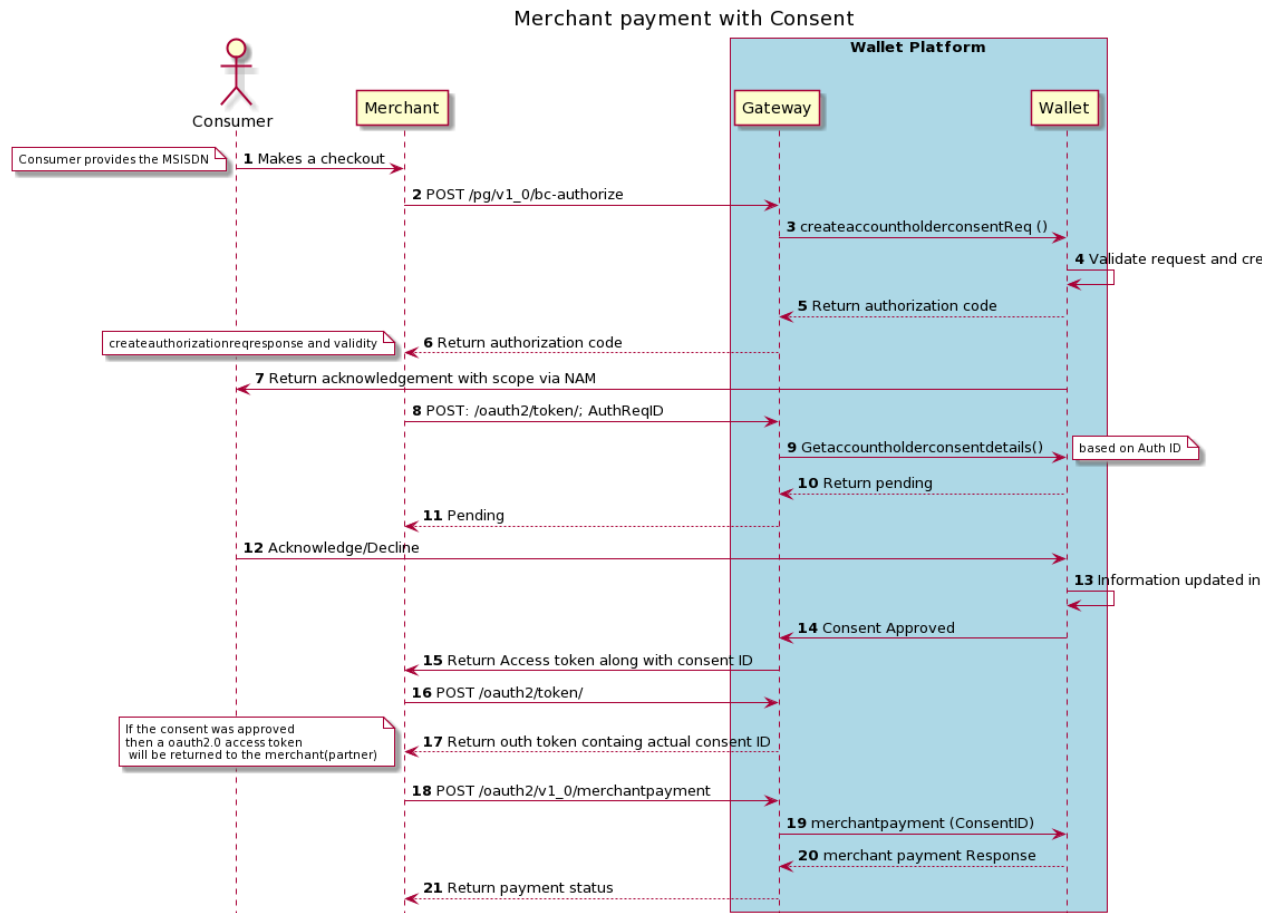 Merchant payment with Consent
Wallet Platform
Consumer
Merchant
Gateway
Wallet
Consumer provides the MSISDN
1 Makes a checkout
2 POST /pg/v1_0/bc-authorize
3 createaccountholderconsentReq ()
4 Validate request and cre
5 Return authorization code
createauthorizationreqresponse and validity
6 Return authorization code
7 Return acknowledgement with scope via NAM
8 POST: /oauth2/token/; AuthReqID
9 Getaccountholderconsentdetails()
based on Auth ID
10 Return pending
11 Pending
12 Acknowledge/Decline
13 Information updated in
14 Consent Approved
15 Return Access token along with consent ID
16 POST /oauth2/token/
If the consent was approved
then a oauth2.0 access token
will be returned to the merchant(partner)
17 Return outh token containg actual consent ID
18 POST /oauth2/v1_0/merchantpayment
19 merchantpayment (ConsentID)
20 merchant payment Response
21 Return payment status